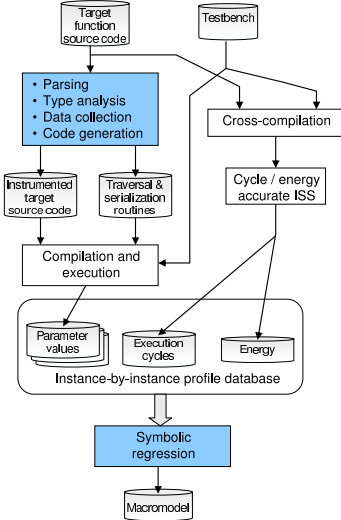 Target
function
source code
Testbench
• Parsing
• Type analysis
• Data collection
• Code generation
Cross-compilation
Instrumented
target
source code
Traversal &
serialization
routines
Cycle / energy
accurate ISS
Compilation and
execution
Parameter
values
Execution
cycles
Energy
Instance-by-instance profile database
Symbolic
regression
Macromodel